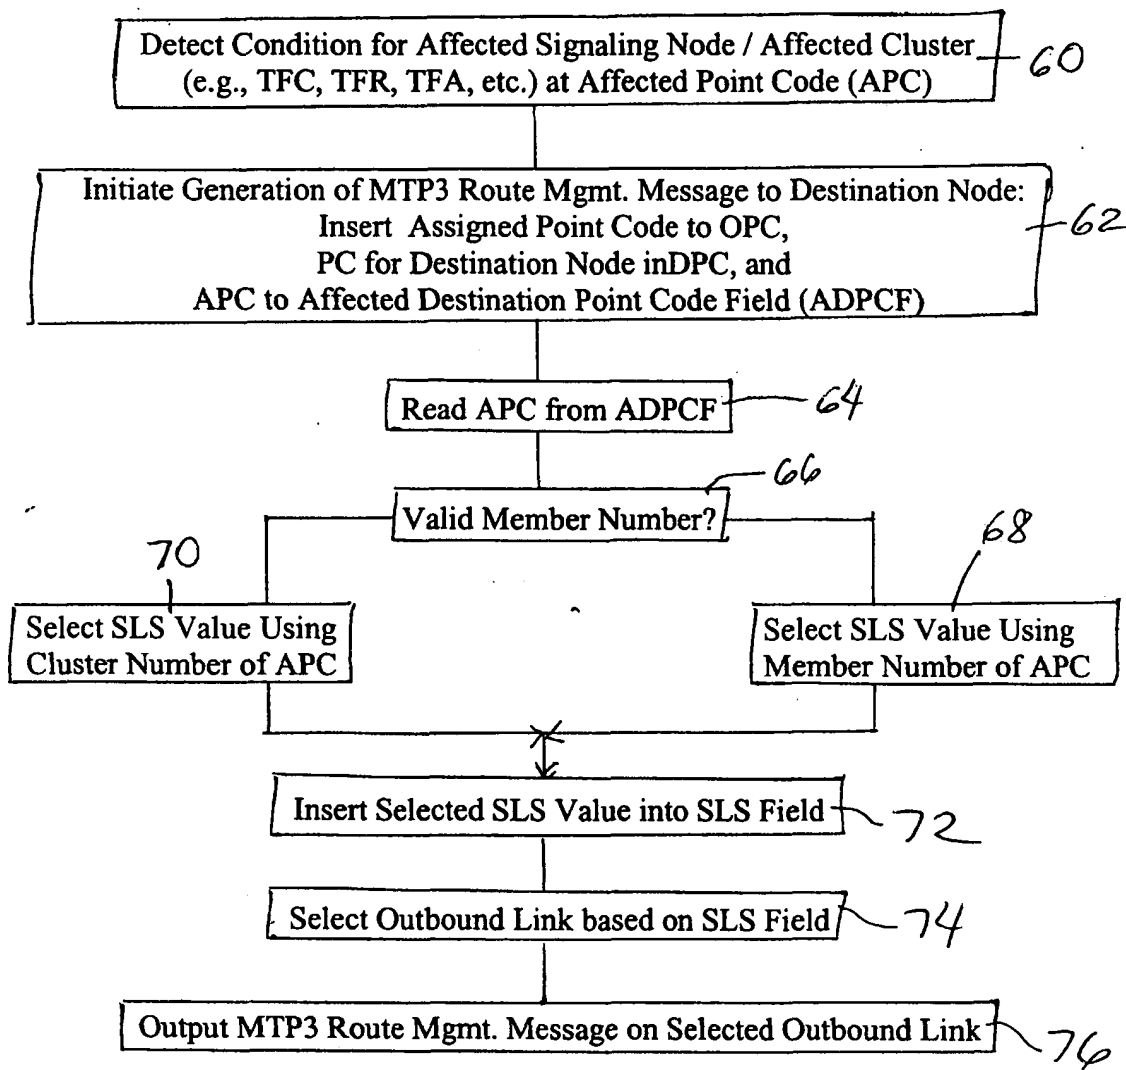 Detect Condition for Affected Signaling Node / Affected Cluster
(e.g., TFC, TFR, TFA, etc.) at Affected Point Code (APC)
60
Initiate Generation of MTP3 Route Mgmt. Message to Destination Node:
Insert Assigned Point Code to OPC,
PC for Destination Node inDPC, and
APC to Affected Destination Point Code Field (ADPCF)
62
Read APC from ADPCF
64
66
Valid Member Number?
70
68
Select SLS Value Using
Cluster Number of APC
Select SLS Value Using
Member Number of APC
Insert Selected SLS Value into SLS Field
72
Select Outbound Link based on SLS Field
74
Output MTP3 Route Mgmt. Message on Selected Outbound Link
76